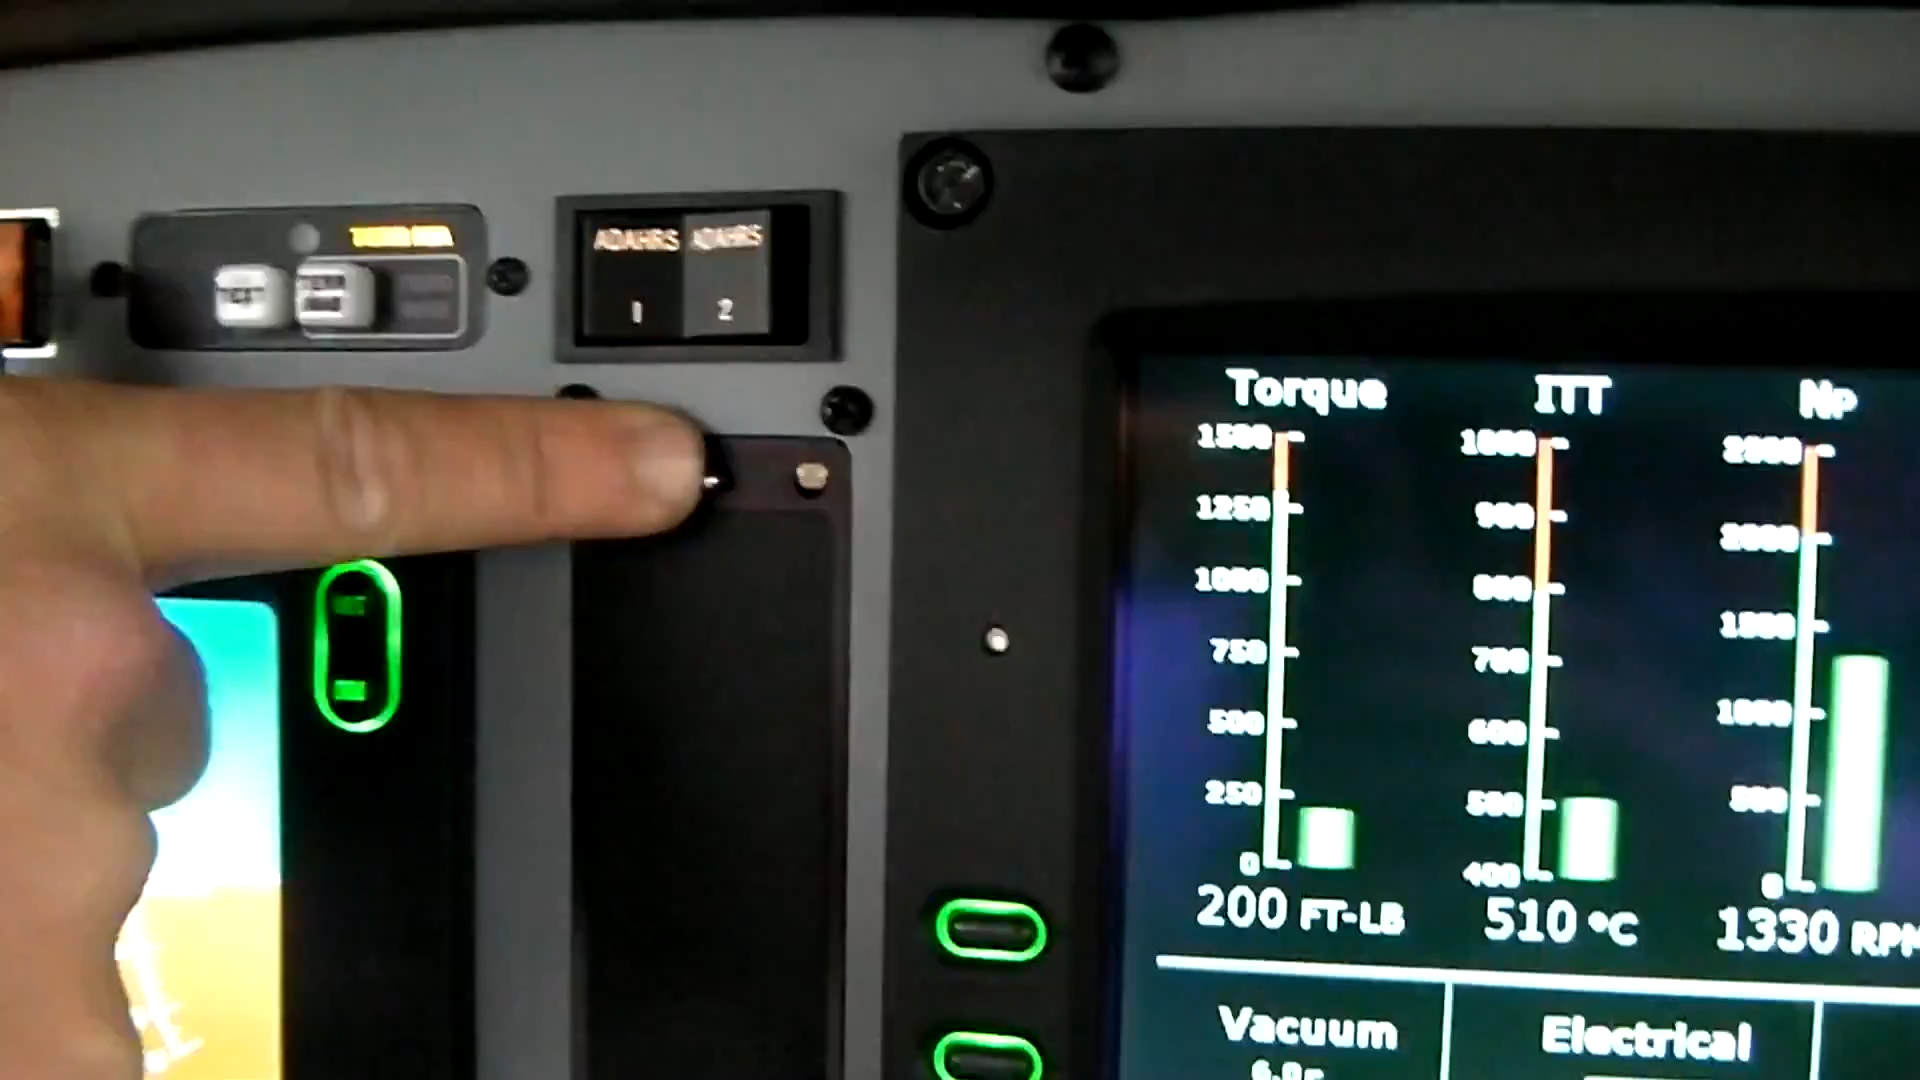 ADAHRS ADAHRS
1 2
TEST
Torque ITT Np
1500 1000
1250 900
2000
1000 800
1500
750 700
500 600
1000
250 500
500
0 400
0
200 FT-LB 510 °C 1330 RPM
Vacuum Electrical